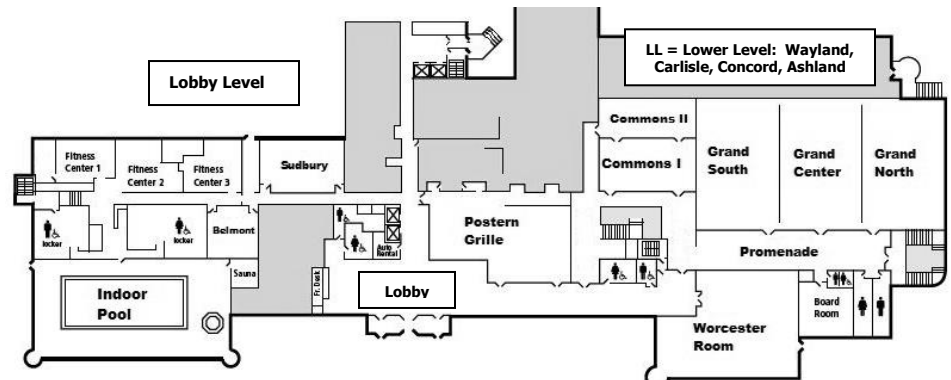 LL = Lower Level: Wayland,
Carlisle, Concord, Ashland
Lobby Level
Commons II
Commons I
Grand
South
Grand
Center
Grand
North
Fitness
Center 1
Fitness
Center 2
Fitness
Center 3
Sudbury
locker
locker
Belmont
Auto
Rental
Postern
Grille
Promenade
Sauna
Fr. Desk
Lobby
Indoor
Pool
Board
Room
Worcester
Room